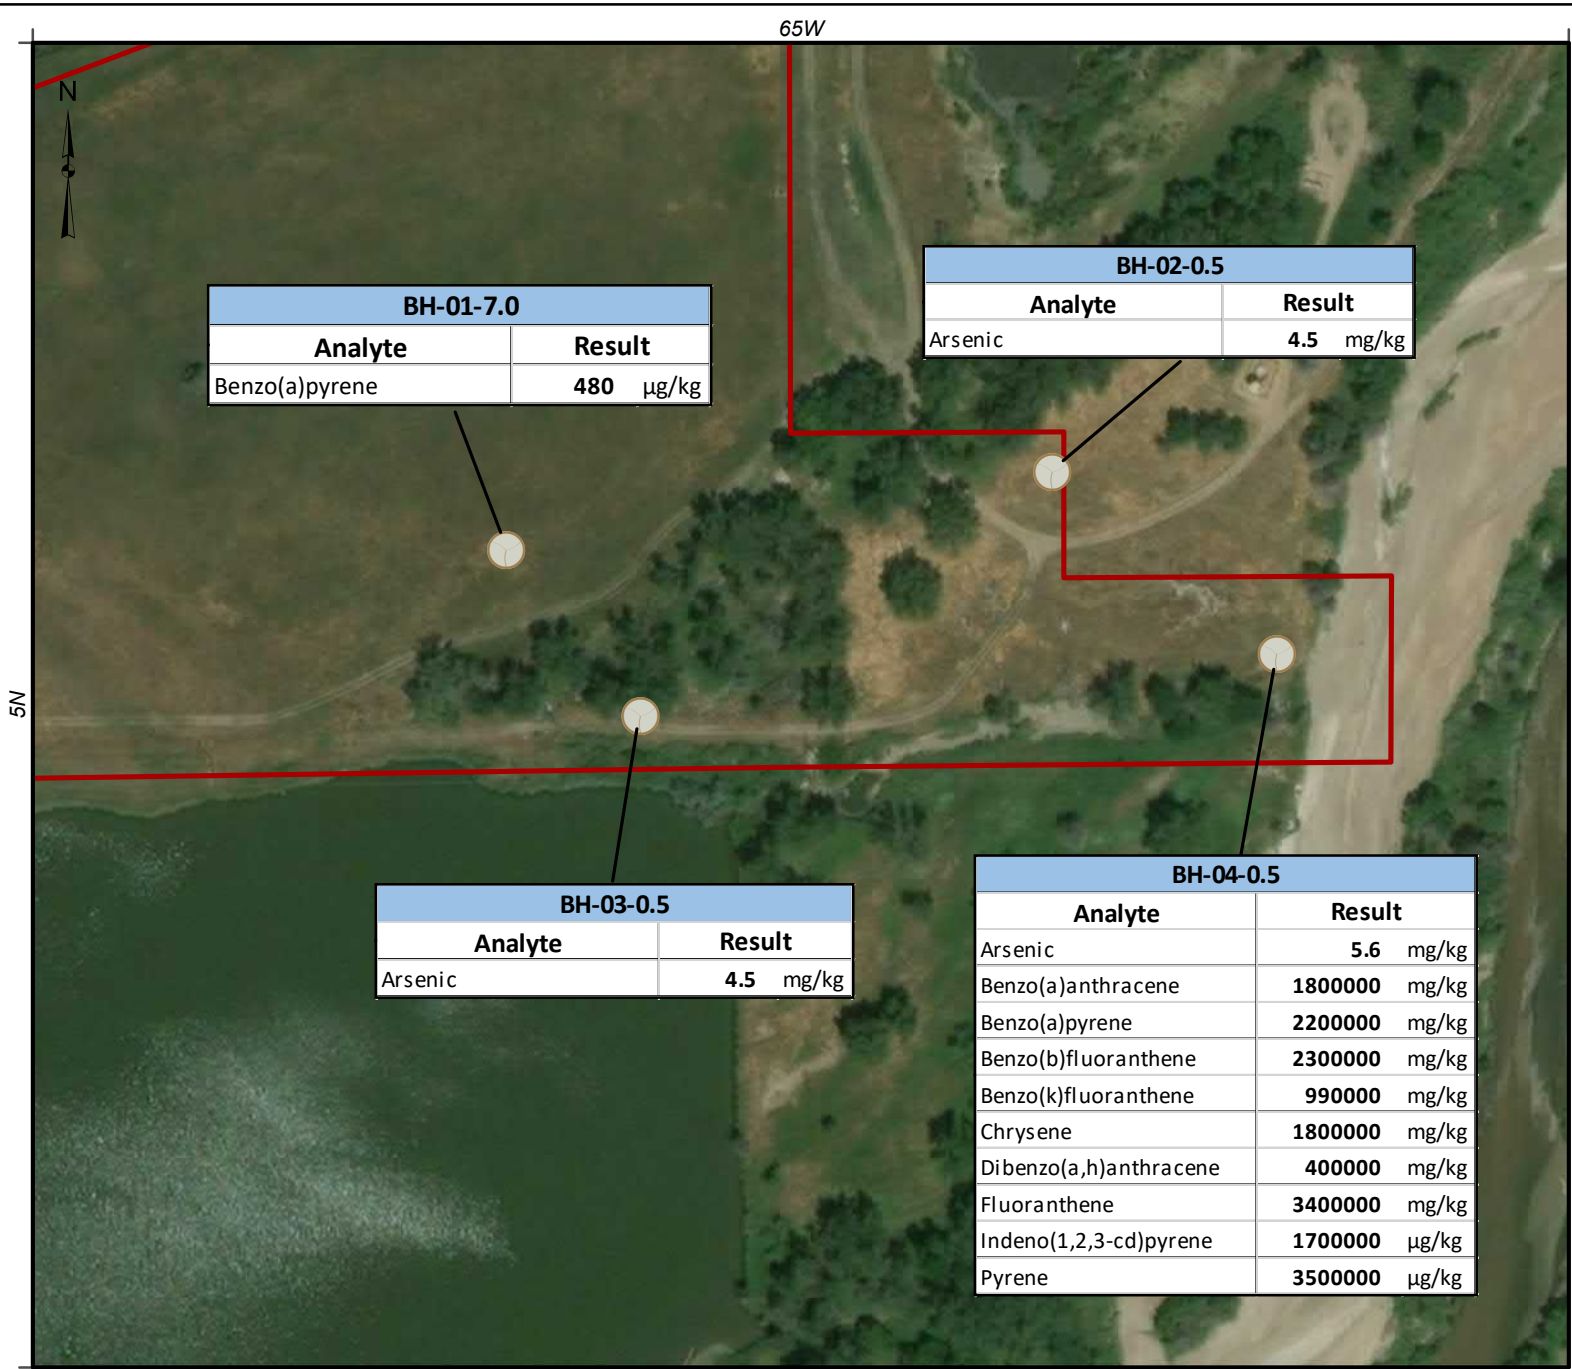 65W
N
BH-02-0.5
Analyte Result
Arsenic 4.5 mg/kg
BH-01-7.0
Analyte Result
Benzo(a)pyrene 480 µg/kg
5N
BH-03-0.5
Analyte Result
Arsenic 4.5 mg/kg
BH-04-0.5
Analyte Result
Arsenic 5.6 mg/kg
Benzo(a)anthracene 1800000 mg/kg
Benzo(a)pyrene 2200000 mg/kg
Benzo(b)fluoranthene 2300000 mg/kg
Benzo(k)fluoranthene 990000 mg/kg
Chrysene 1800000 mg/kg
Dibenzo(a,h)anthracene 400000 mg/kg
Fluoranthene 3400000 mg/kg
Indeno(1,2,3-cd)pyrene 1700000 µg/kg
Pyrene 3500000 µg/kg